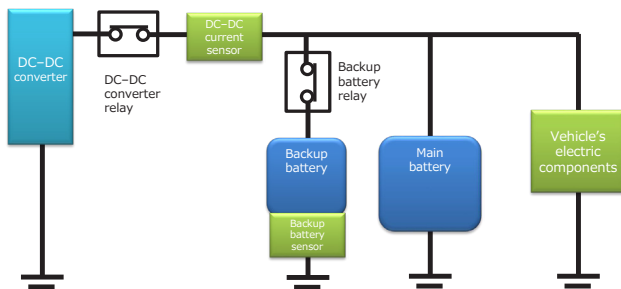 DC–DC
converter
DC–DC
converter
relay
DC–DC
current
sensor
Backup
battery
relay
Backup
battery
Backup
battery
sensor
Main
battery
Vehicle's
electric
components